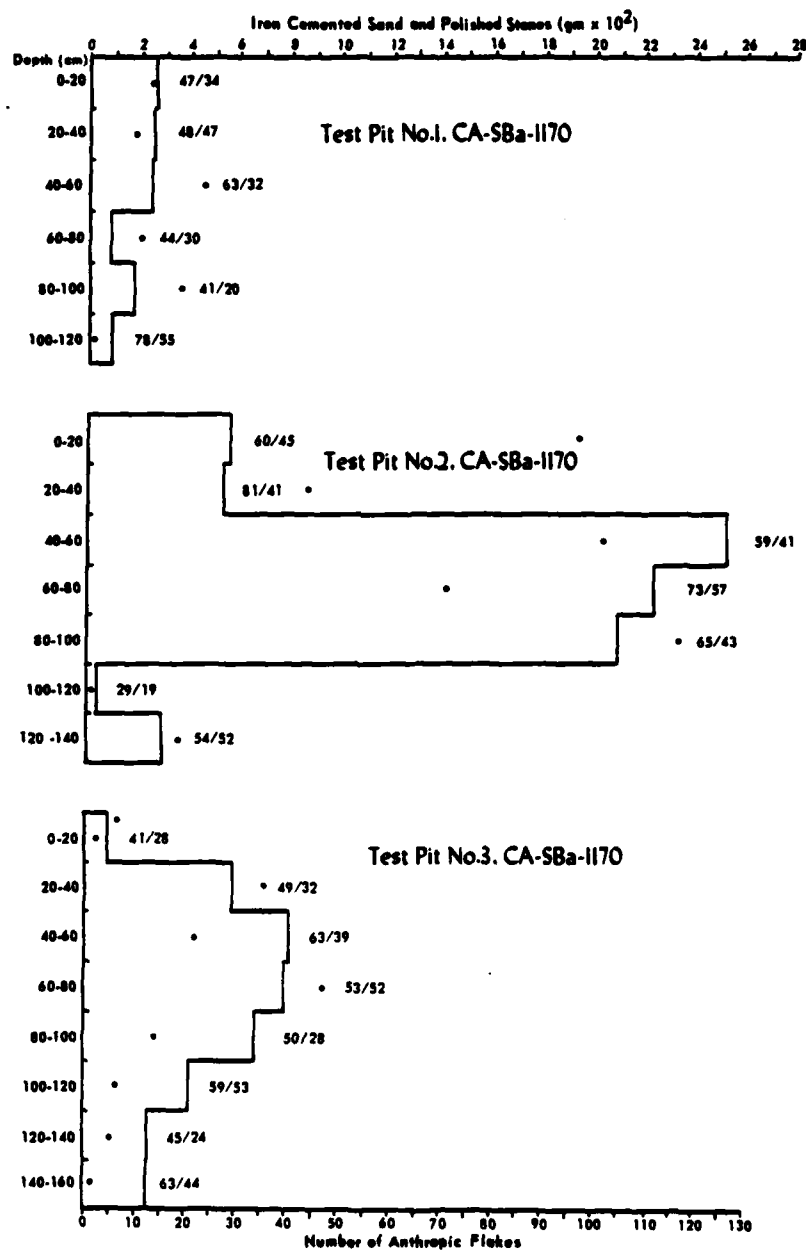 Iron Cemented Sand and Polished Stones (gm x 10²)
0 2 4 6 8 10 12 14 16 18 20 22 23 25 26 28
Depth (cm)
0-20 47/34
Test Pit No.1. CA-SBa-1170
20-40 48/47
40-60 63/32
60-80 44/30
80-100 41/20
100-120 78/55
0-20 60/45
Test Pit No.2. CA-SBa-1170
20-40 81/41
40-60 59/41
60-80 73/57
80-100 65/43
100-120 29/19
120-140 54/52
0-20 41/28
Test Pit No.3. CA-SBa-1170
20-40 49/32
40-60 63/39
60-80 53/52
80-100 50/28
100-120 59/53
120-140 45/24
140-160 63/44
0 10 20 30 40 50 60 70 80 90 100 110 120 130
Number of Anthropic Flakes